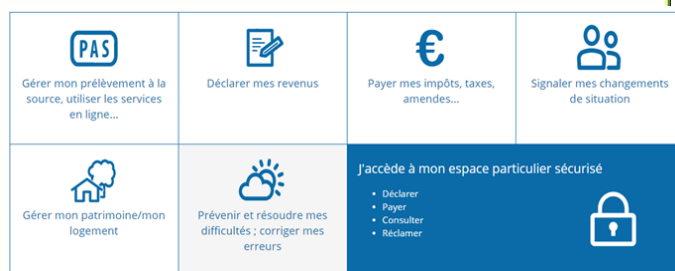 PAS
Gérer mon prélèvement à la
source, utiliser les services
en ligne...
Déclarer mes revenus
€
Payer mes impôts, taxes,
amendes...
Signaler mes changements
de situation
Gérer mon patrimoine/mon
logement
Prévenir et résoudre mes
difficultés ; corriger mes
erreurs
J'accède à mon espace particulier sécurisé
• Déclarer
• Payer
• Consulter
• Réclamer